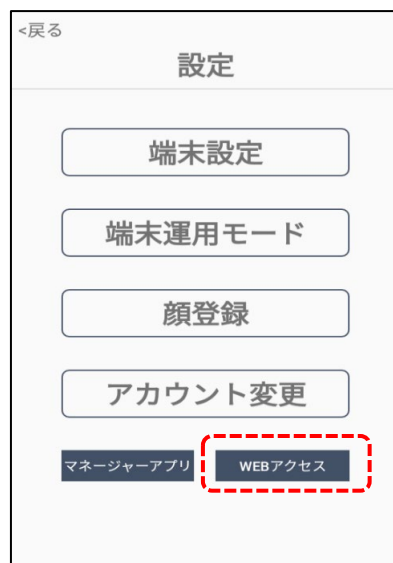 <戻る
設定
端末設定
端末運用モード
顔登録
アカウント変更
マネージャーアプリ WEBアクセス